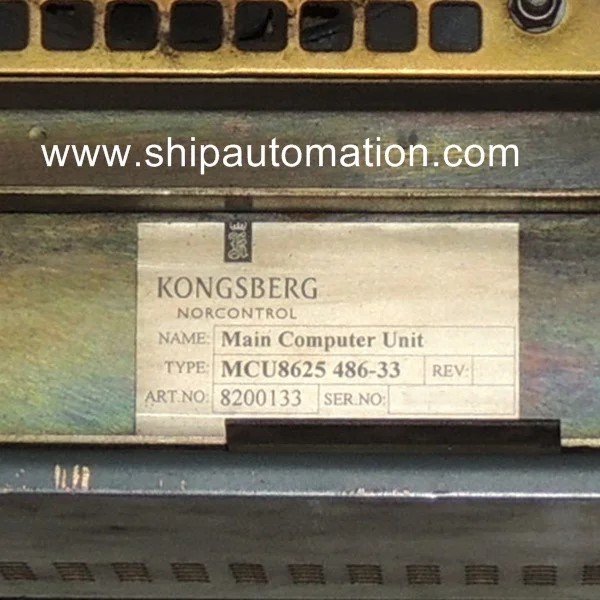 www.shipautomation.com
KONGSBERG
NORCONTROL
NAME: Main Computer Unit
TYPE: MCU8625 486-33 REV:
ART.NO: 8200133 SER.NO: